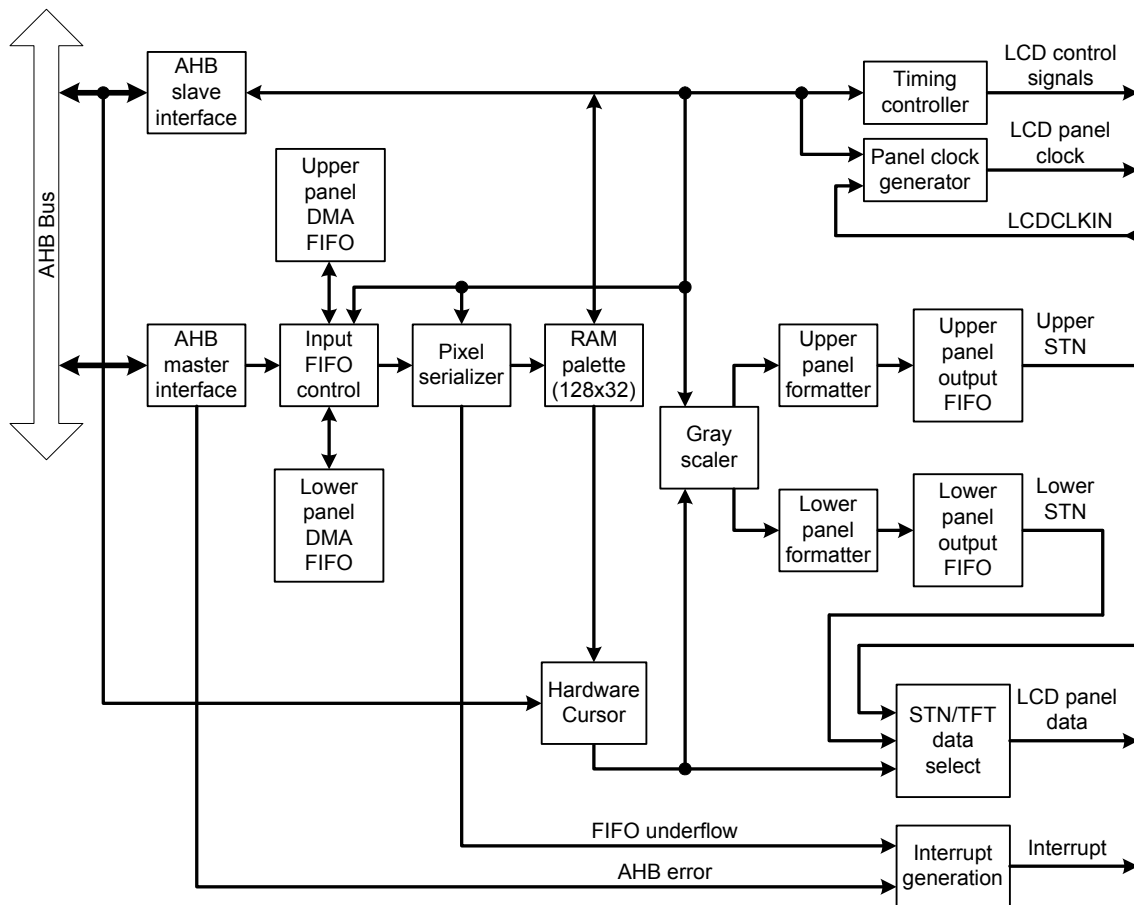 AHB Bus
AHB
slave
interface
Timing
controller
LCD control
signals
Panel clock
generator
LCD panel
clock
LCDCLKIN
Upper
panel
DMA
FIFO
AHB
master
interface
Input
FIFO
control
Pixel
serializer
RAM
palette
(128x32)
Upper
panel
formatter
Upper
panel
output
FIFO
Upper
STN
Gray
scaler
Lower
panel
DMA
FIFO
Lower
panel
formatter
Lower
panel
output
FIFO
Lower
STN
Hardware
Cursor
STN/TFT
data
select
LCD panel
data
FIFO underflow
AHB error
Interrupt
generation
Interrupt